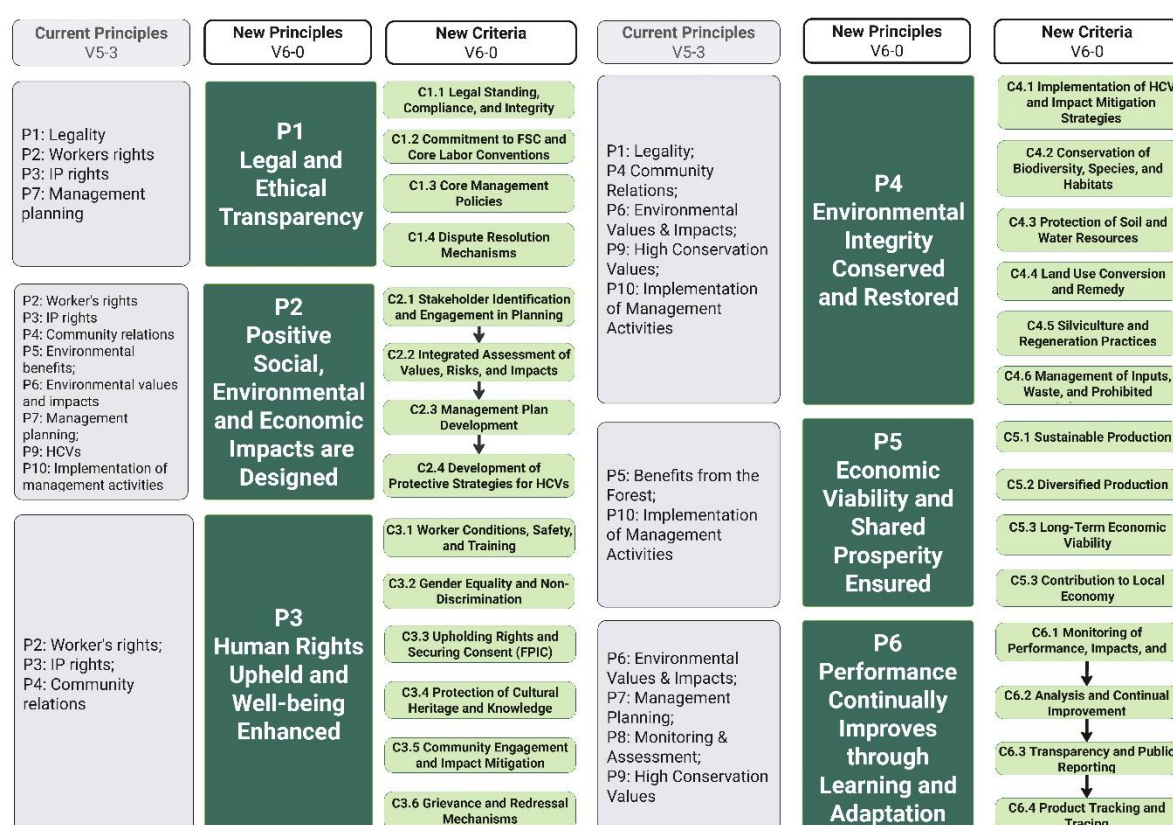 Current Principles
V5-3
New Principles
V6-0
New Criteria
V6-0
P1: Legality
P2: Workers rights
P3: IP rights
P7: Management
planning
P1
Legal and
Ethical
Transparency
C1.1 Legal Standing,
Compliance, and Integrity
C1.2 Commitment to FSC and
Core Labor Conventions
C1.3 Core Management
Policies
C1.4 Dispute Resolution
Mechanisms
P2: Worker's rights
P3: IP rights
P4: Community relations
P5: Environmental
benefits;
P6: Environmental values
and impacts
P7: Management
planning;
P9: HCVs
P10: Implementation of
management activities
P2
Positive
Social,
Environmental
and Economic
Impacts are
Designed
C2.1 Stakeholder Identification
and Engagement in Planning
C2.2 Integrated Assessment of
Values, Risks, and Impacts
C2.3 Management Plan
Development
C2.4 Development of
Protective Strategies for HCVs
P2: Worker's rights;
P3: IP rights;
P4: Community
relations
P3
Human Rights
Upheld and
Well-being
Enhanced
C3.1 Worker Conditions, Safety,
and Training
C3.2 Gender Equality and Non-
Discrimination
C3.3 Upholding Rights and
Securing Consent (FPIC)
C3.4 Protection of Cultural
Heritage and Knowledge
C3.5 Community Engagement
and Impact Mitigation
C3.6 Grievance and Redressal
Mechanisms
Current Principles
V5-3
New Principles
V6-0
New Criteria
V6-0
P1: Legality;
P4 Community
Relations;
P6: Environmental
Values & Impacts;
P9: High Conservation
Values;
P10: Implementation
of Management
Activities
P4
Environmental
Integrity
Conserved
and Restored
C4.1 Implementation of HCV
and Impact Mitigation
Strategies
C4.2 Conservation of
Biodiversity, Species, and
Habitats
C4.3 Protection of Soil and
Water Resources
C4.4 Land Use Conversion
and Remedy
C4.5 Silviculture and
Regeneration Practices
C4.6 Management of Inputs,
Waste, and Prohibited
P5: Benefits from the
Forest;
P10: Implementation
of Management
Activities
P5
Economic
Viability and
Shared
Prosperity
Ensured
C5.1 Sustainable Production
C5.2 Diversified Production
C5.3 Long-Term Economic
Viability
C5.3 Contribution to Local
Economy
P6: Environmental
Values & Impacts;
P7: Management
Planning;
P8: Monitoring &
Assessment;
P9: High Conservation
Values
P6
Performance
Continually
Improves
through
Learning and
Adaptation
C6.1 Monitoring of
Performance, Impacts, and
C6.2 Analysis and Continual
Improvement
C6.3 Transparency and Public
Reporting
C6.4 Product Tracking and
Tracing